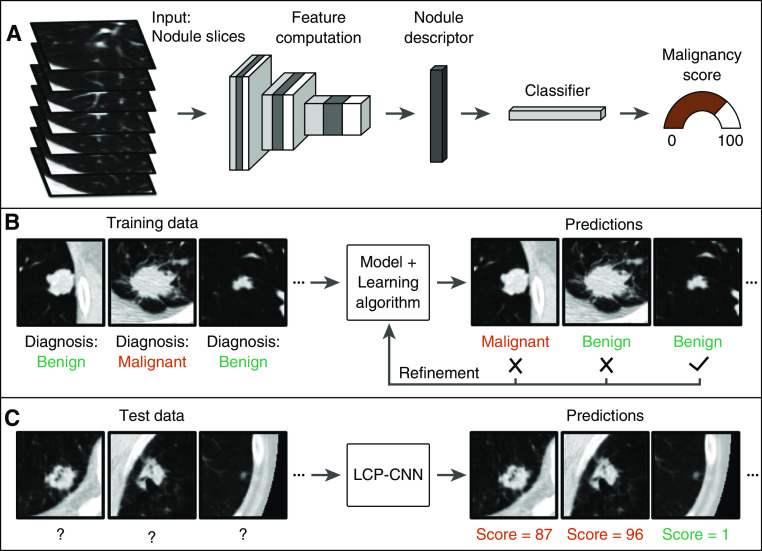 A
Input:
Nodule slices
Feature
computation
Nodule
descriptor
Classifier
Malignancy
score
0
100
B
Training data
Predictions
Diagnosis:
Benign
Diagnosis:
Malignant
Diagnosis:
Benign
...
Model +
Learning
algorithm
Malignant
Benign
Benign
...
Refinement
C
Test data
Predictions
?
?
?
...
LCP-CNN
Score = 87
Score = 96
Score = 1
...